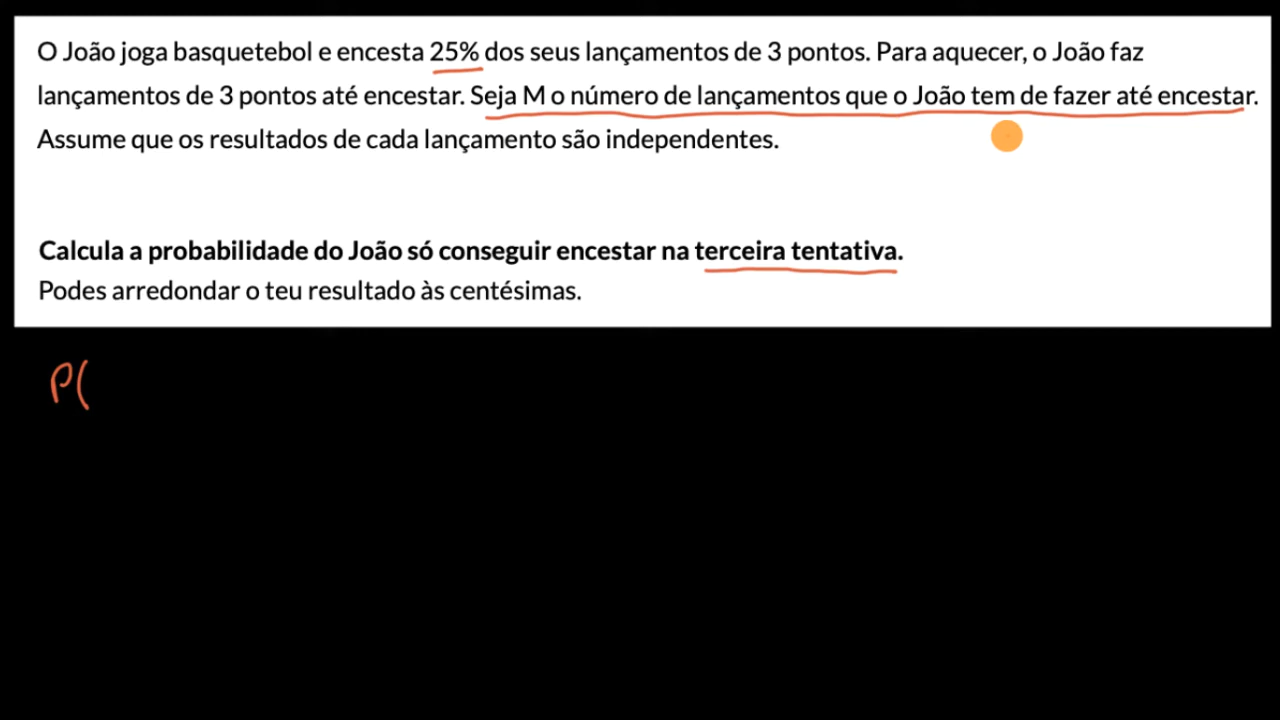 O João joga basquetebol e encesta 25% dos seus lançamentos de 3 pontos. Para aquecer, o João faz
lançamentos de 3 pontos até encestar. Seja M o número de lançamentos que o João tem de fazer até encestar.
Assume que os resultados de cada lançamento são independentes.
Calcula a probabilidade do João só conseguir encestar na terceira tentativa.
Podes arredondar o teu resultado às centésimas.
P(